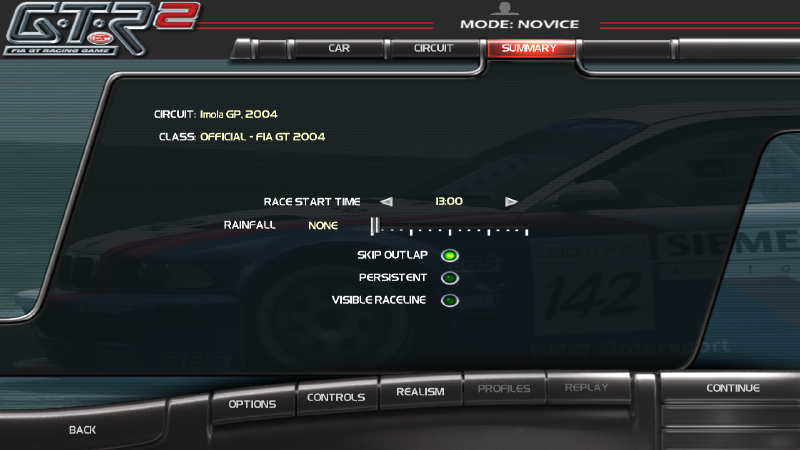 GTR2
FIA GT RACING GAME
MODE: NOVICE
CAR CIRCUIT SUMMARY
CIRCUIT: Imola GP, 2004
CLASS: OFFICIAL - FIA GT 2004
RACE START TIME 13:00
RAINFALL NONE
SKIP OUTLAP
PERSISTENT
VISIBLE RACELINE
SIEME
142
Motorsport
BACK OPTIONS CONTROLS REALISM PROFILES REPLAY CONTINUE